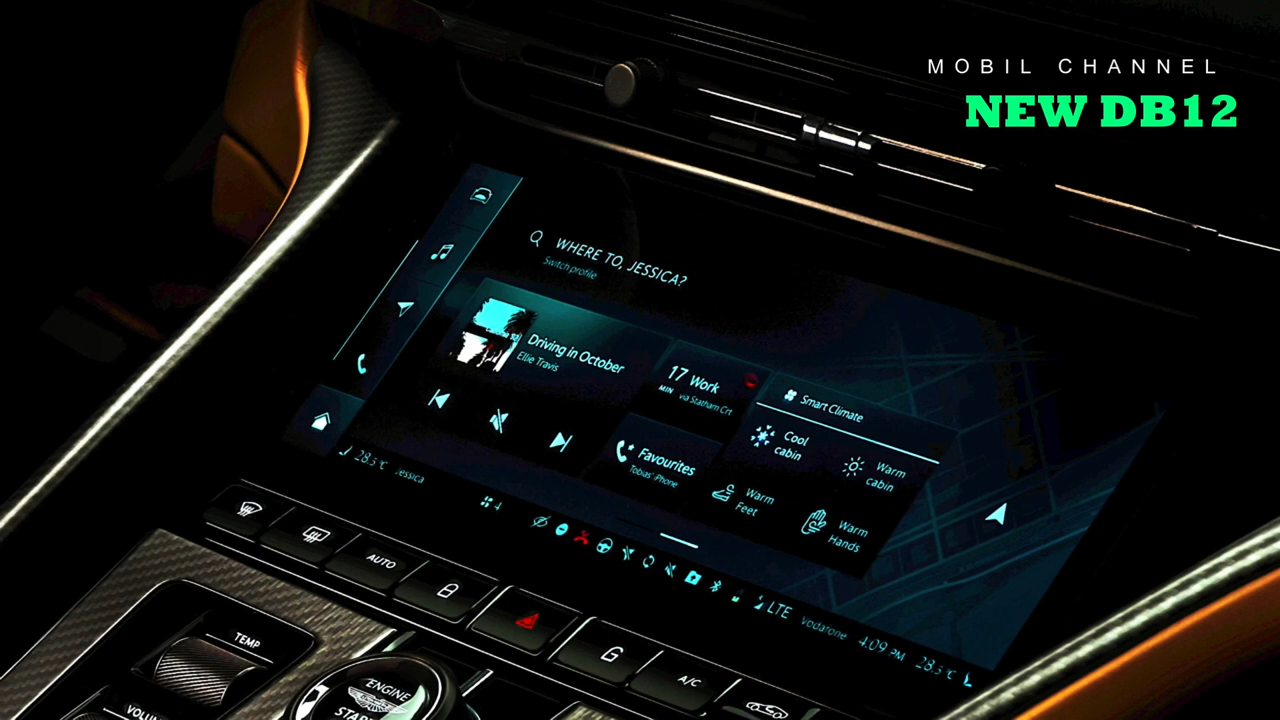 MOBIL CHANNEL
NEW DB12
WHERE TO, JESSICA?
Switch profile
Driving in October
Ellie Travis
17 Work
MIN via Statham Crt
Smart Climate
Cool
cabin
Warm
cabin
Favourites
Tobias' Phone
Warm
Feet
Warm
Hands
28.5°C Jessica
4
LTE Vodafone 4:09 PM 28.5°C
AUTO
A/C
TEMP
ENGINE
START